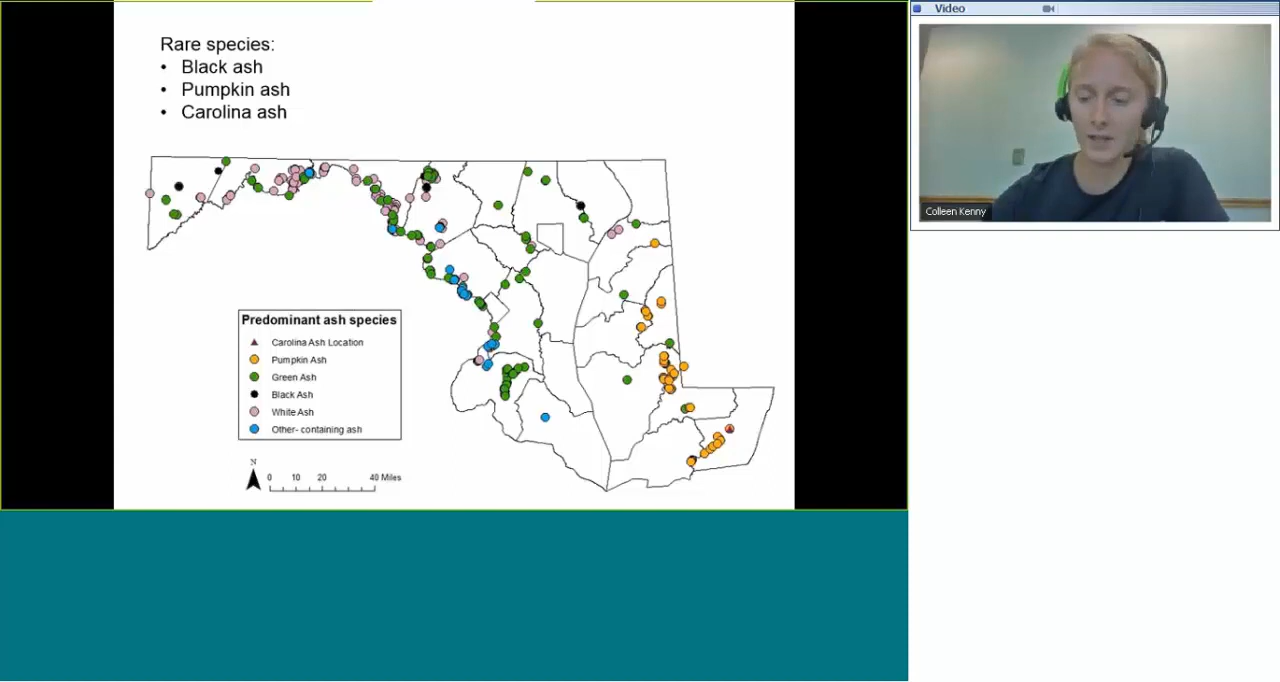 Video
Rare species:
• Black ash
• Pumpkin ash
• Carolina ash
Colleen Kenny
Predominant ash species
Carolina Ash Location
Pumpkin Ash
Green Ash
Black Ash
White Ash
Other- containing ash
N
0 10 20 40 Miles